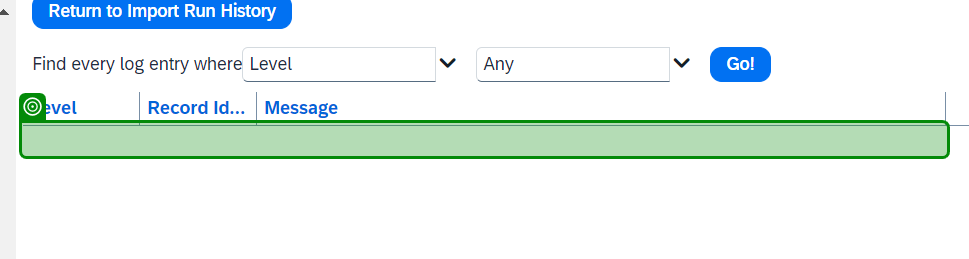 Return to Import Run History
Find every log entry where Level Any Go!
evel Record Id... Message